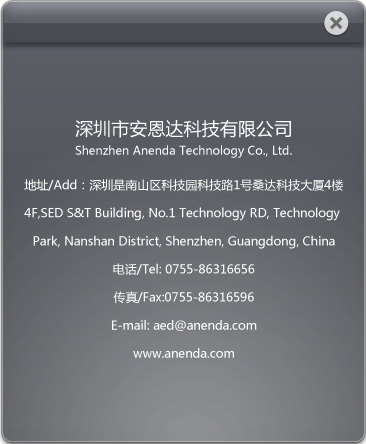 深圳市安恩达科技有限公司
Shenzhen Anenda Technology Co., Ltd.
地址/Add：深圳是南山区科技园科技路1号桑达科技大厦4楼
4F,SED S&T Building, No.1 Technology RD, Technology
Park, Nanshan District, Shenzhen, Guangdong, China
电话/Tel: 0755-86316656
传真/Fax:0755-86316596
E-mail: aed@anenda.com
www.anenda.com